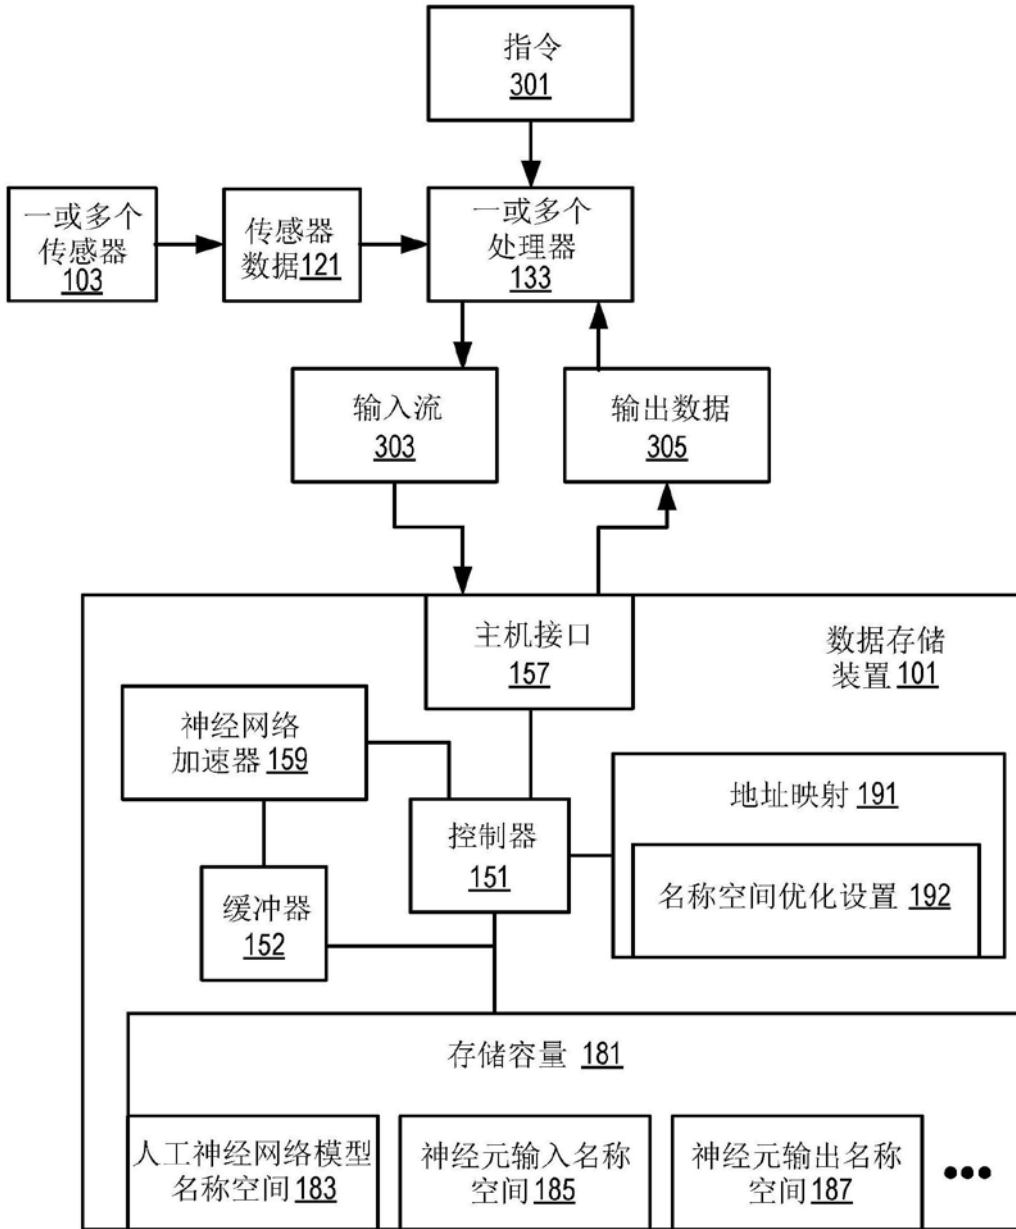 指令
301
一或多个
传感器
103
传感器
数据121
一或多个
处理器
133
输入流
303
输出数据
305
主机接口
157
数据存储
装置101
神经网络
加速器159
地址映射 191
控制器
151
名称空间优化设置 192
缓冲器
152
存储容量 181
人工神经网络模型
名称空间183
神经元输入名称
空间185
神经元输出名称
空间187
•••